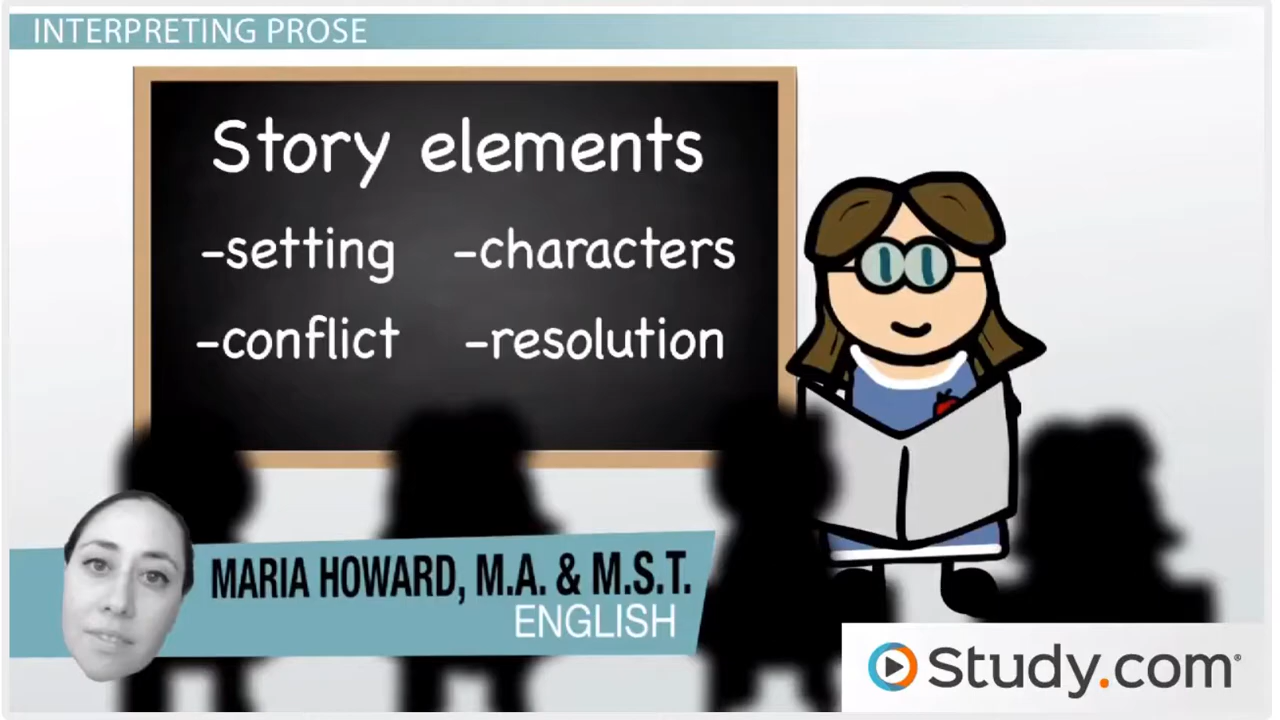 INTERPRETING PROSE
Story elements
-setting -characters
-conflict -resolution
MARIA HOWARD, M.A. & M.S.T.
ENGLISH
Study.com®